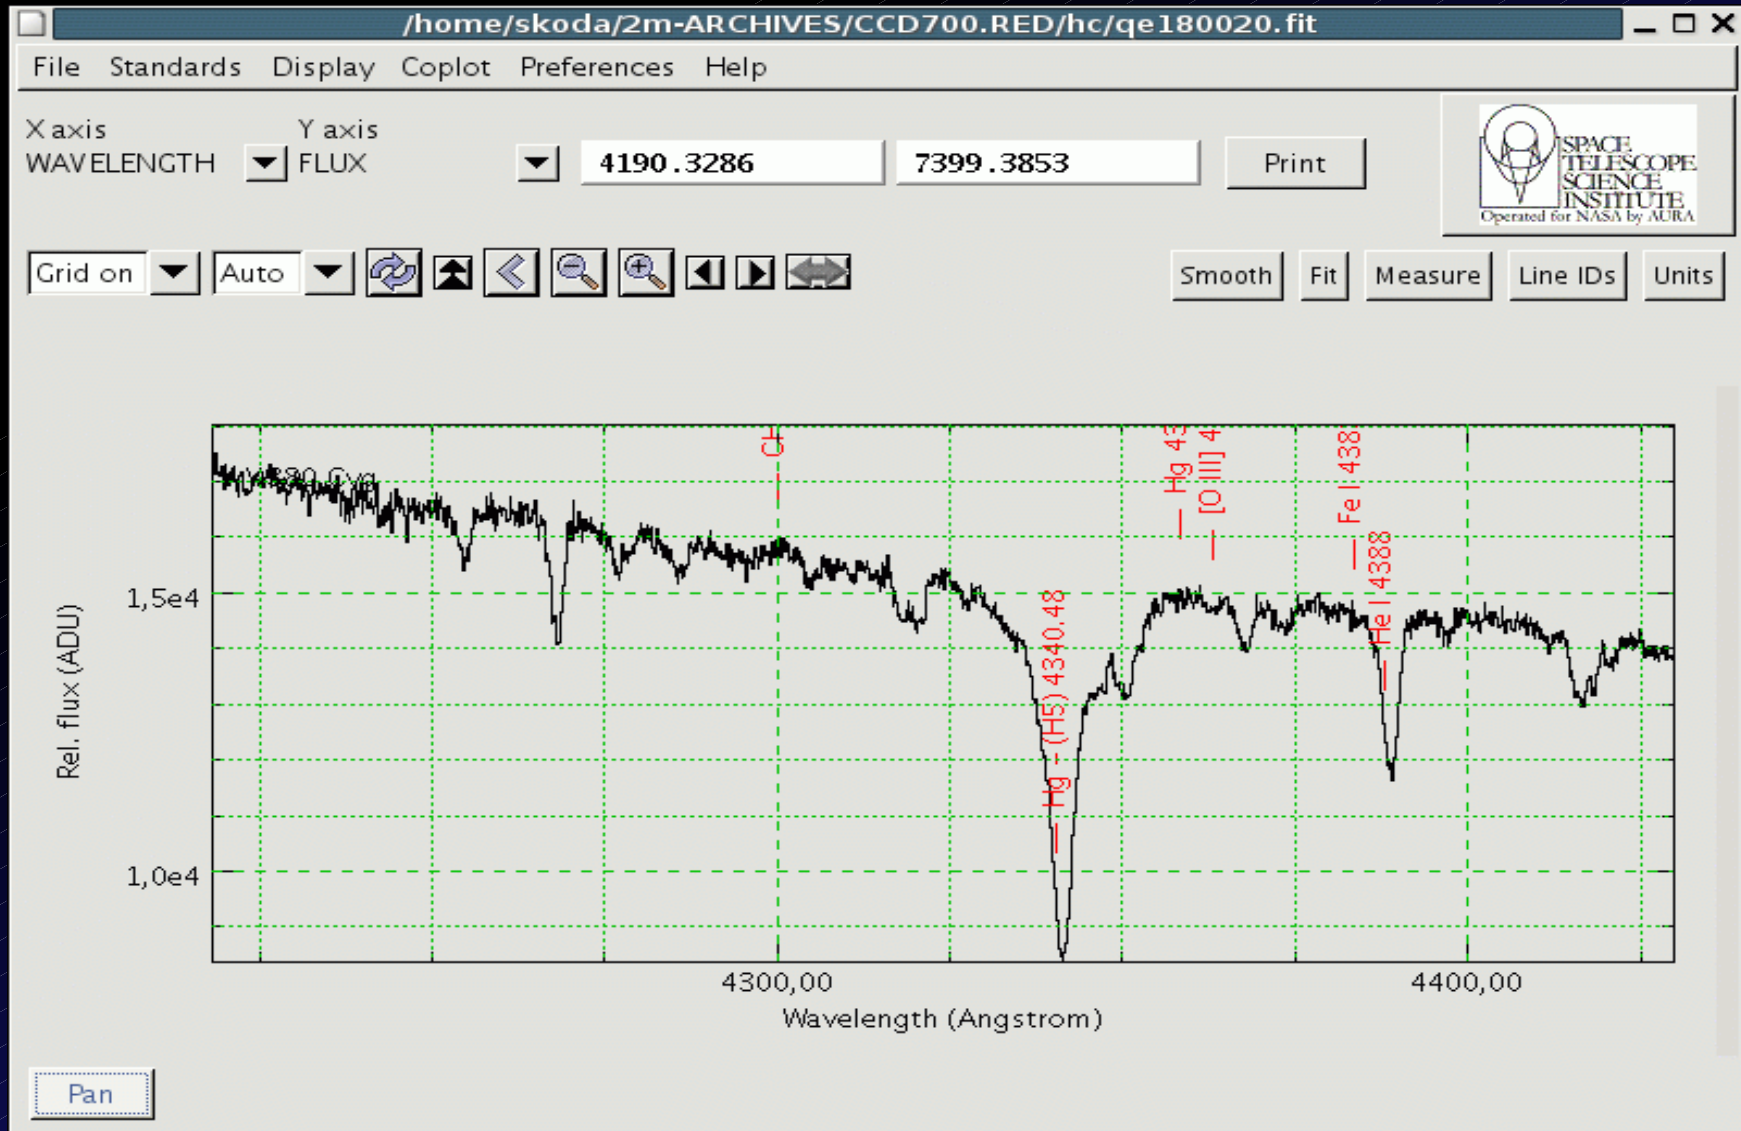 /home/skoda/2m-ARCHIVES/CCD700.RED/hc/qe180020.fit
File Standards Display Coplot Preferences Help
X axis Y axis
WAVELENGTH FLUX 4190.3286 7399.3853 Print
SPACE
TELESCOPE
SCIENCE
INSTITUTE
Operated for NASA by AURA
Grid on Auto Smooth Fit Measure Line IDs Units
CH
Hg 43
[O III] 4
Fe I 438
He I 4388
Hg - (H5) 4340.48
Cyg
1,5e4
1,0e4
Rel. flux (ADU)
4300,00 4400,00
Wavelength (Angstrom)
Pan